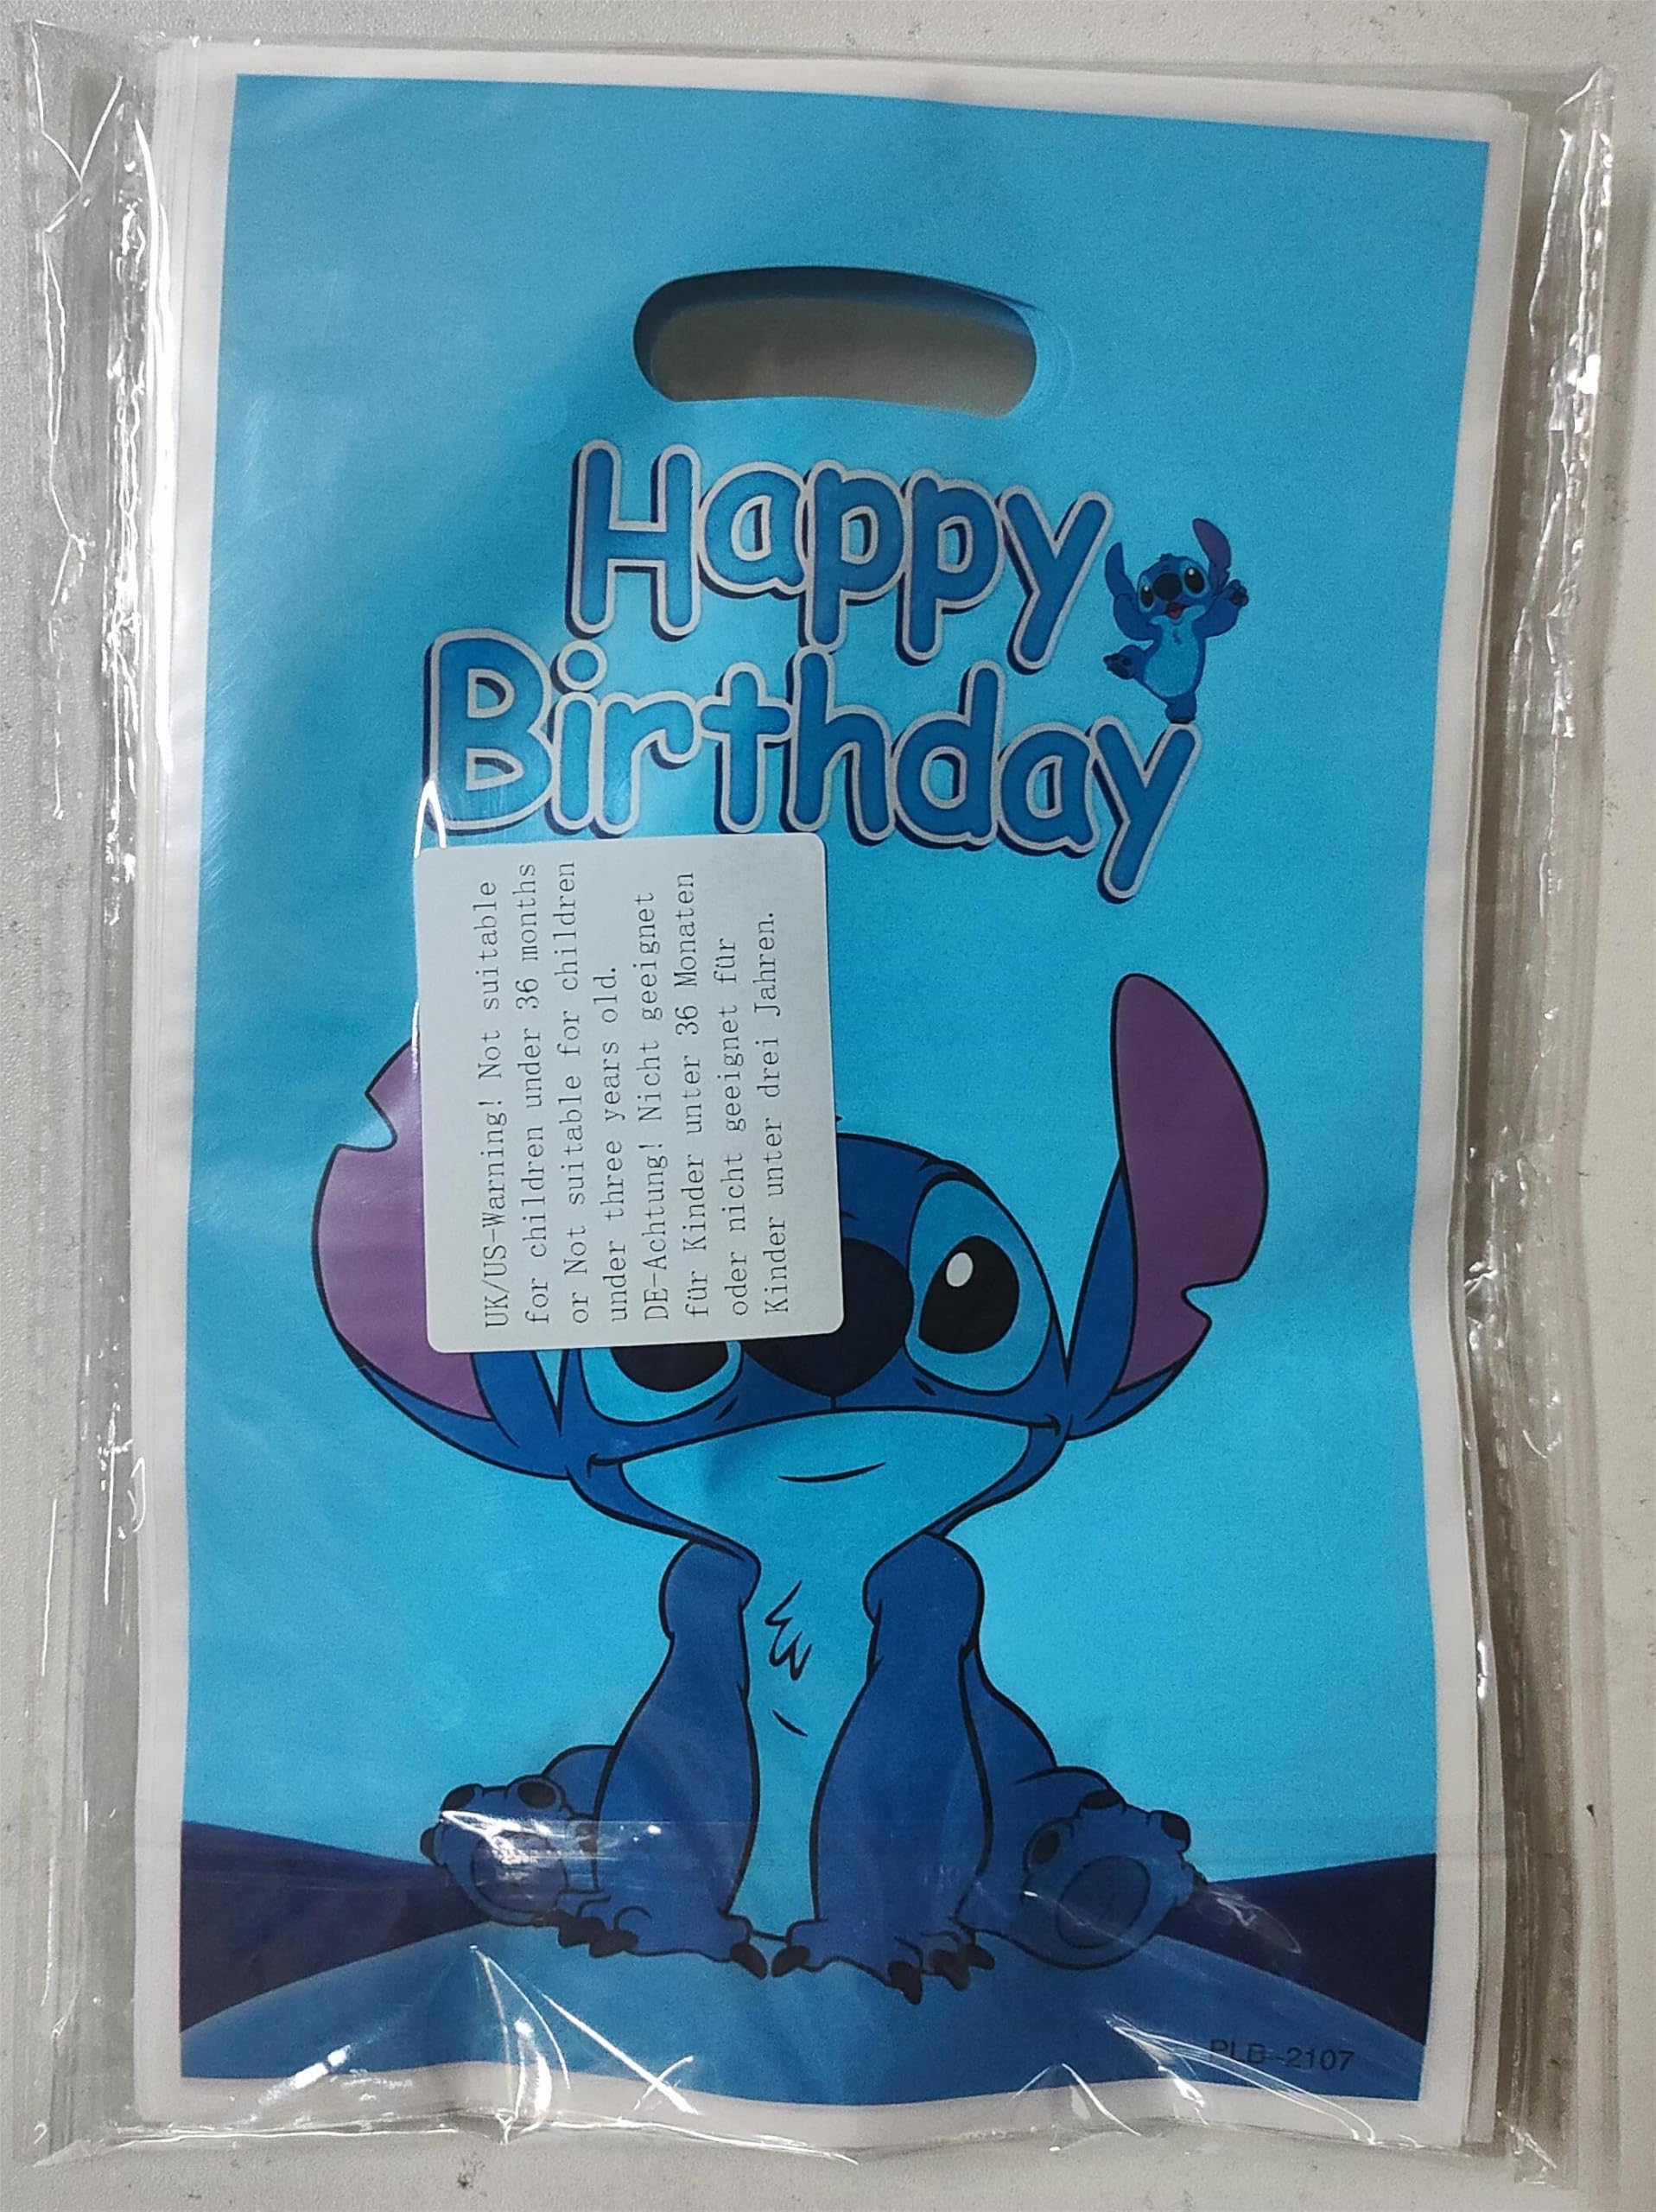 Happy
Birthday
UK/US-Warning! Not suitable
for children under 36 months
or Not suitable for children
under three years old.
DE-Achtung! Nicht geeignet
für Kinder unter 36 Monaten
oder nicht geeignet für
Kinder unter drei Jahren.
PLB-2107